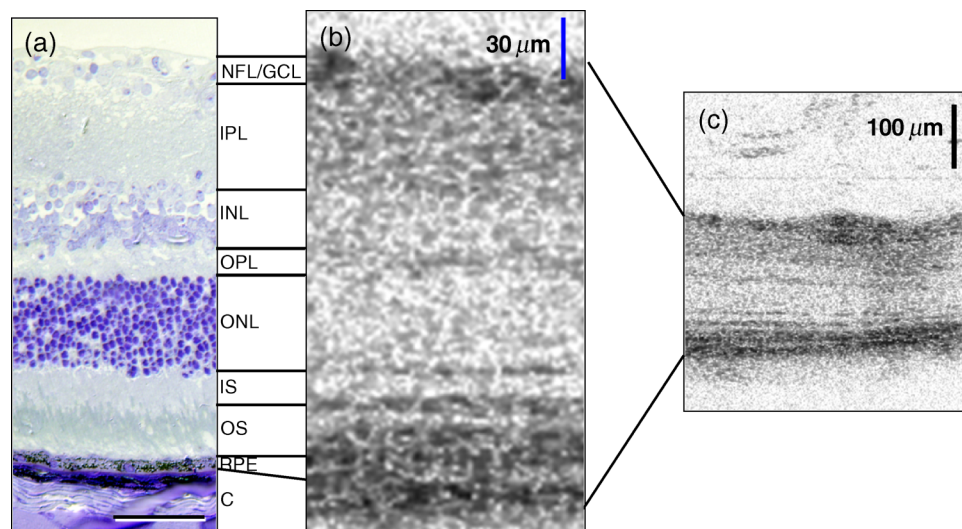 (a)
NFL/GCL
IPL
INL
OPL
ONL
IS
OS
RPE
C
(b)
30 μm
(c)
100 μm